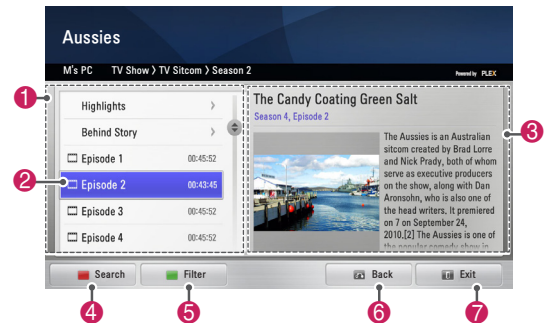 Aussies
M's PC TV Show > TV Sitcom > Season 2
Powered by PLEX
1
Highlights >
Behind Story >
Episode 1 00:45:52
2
Episode 2 00:43:45
Episode 3 00:45:52
Episode 4 00:45:52
The Candy Coating Green Salt
Season 4, Episode 2
3
The Aussies is an Australian
sitcom created by Brad Lorre
and Nick Prady, both of whom
serve as executive producers
on the show, along with Dan
Aronsohn, who is also one of
the head writers. It premiered
on 7 on September 24,
2010.[2] The Aussies is one of
the popular comedy show in
Search
Filter
Back
Exit
4
5
6
7